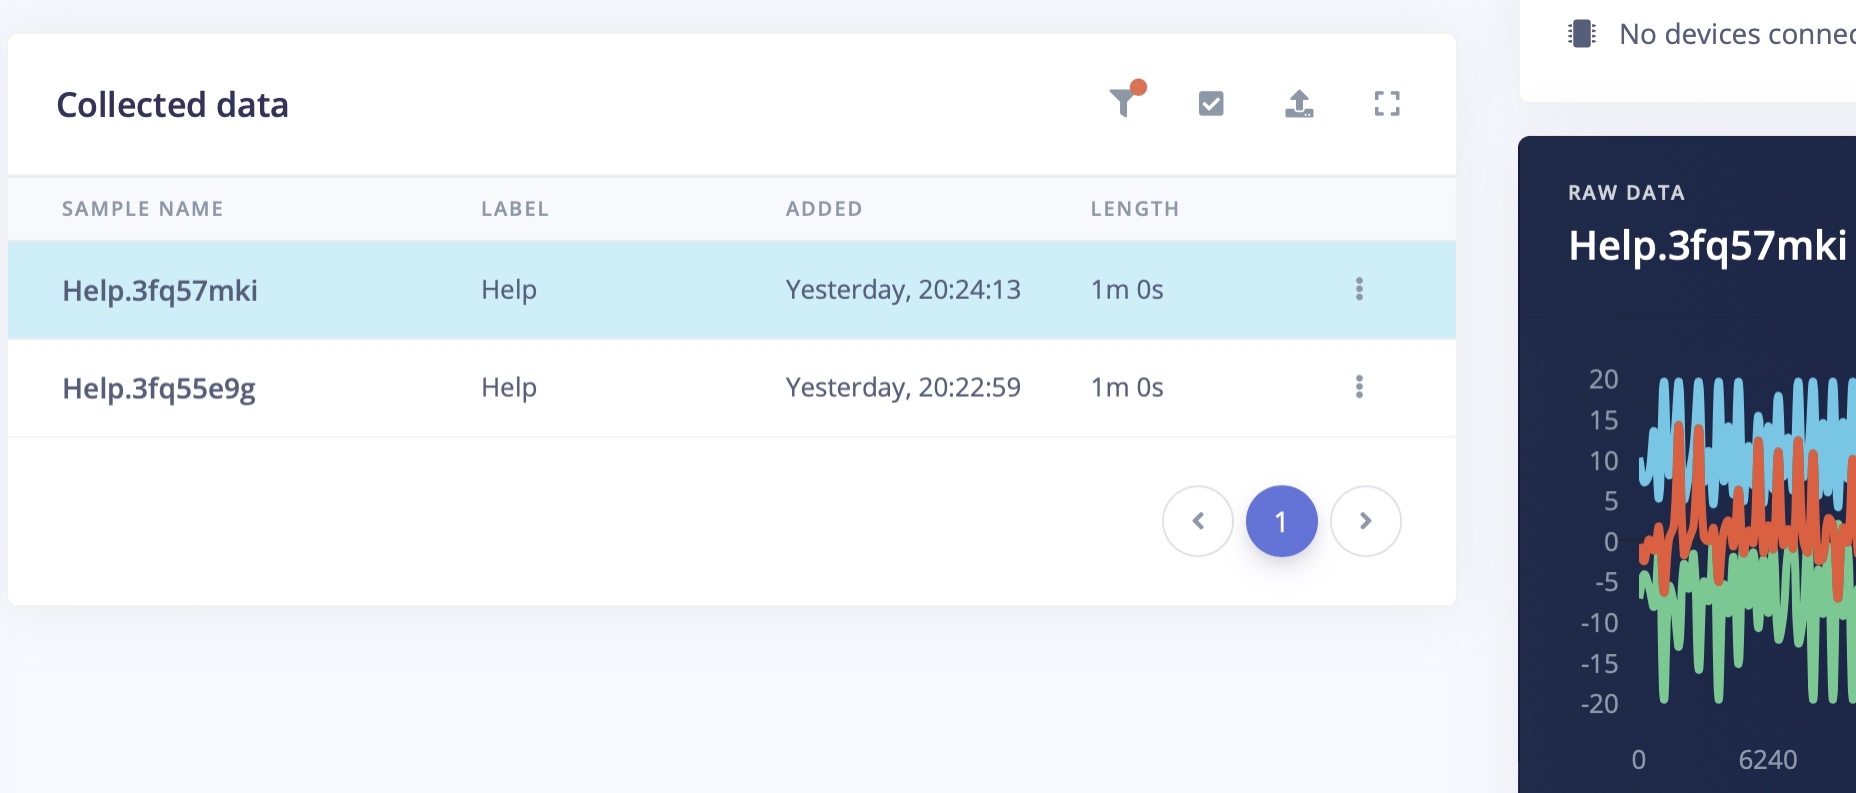 Collected data
SAMPLE NAME LABEL ADDED LENGTH
Help.3fq57mki Help Yesterday, 20:24:13 1m 0s
Help.3fq55e9g Help Yesterday, 20:22:59 1m 0s
1
No devices connec
RAW DATA
Help.3fq57mki
20
15
10
5
0
-5
-10
-15
-20
0 6240